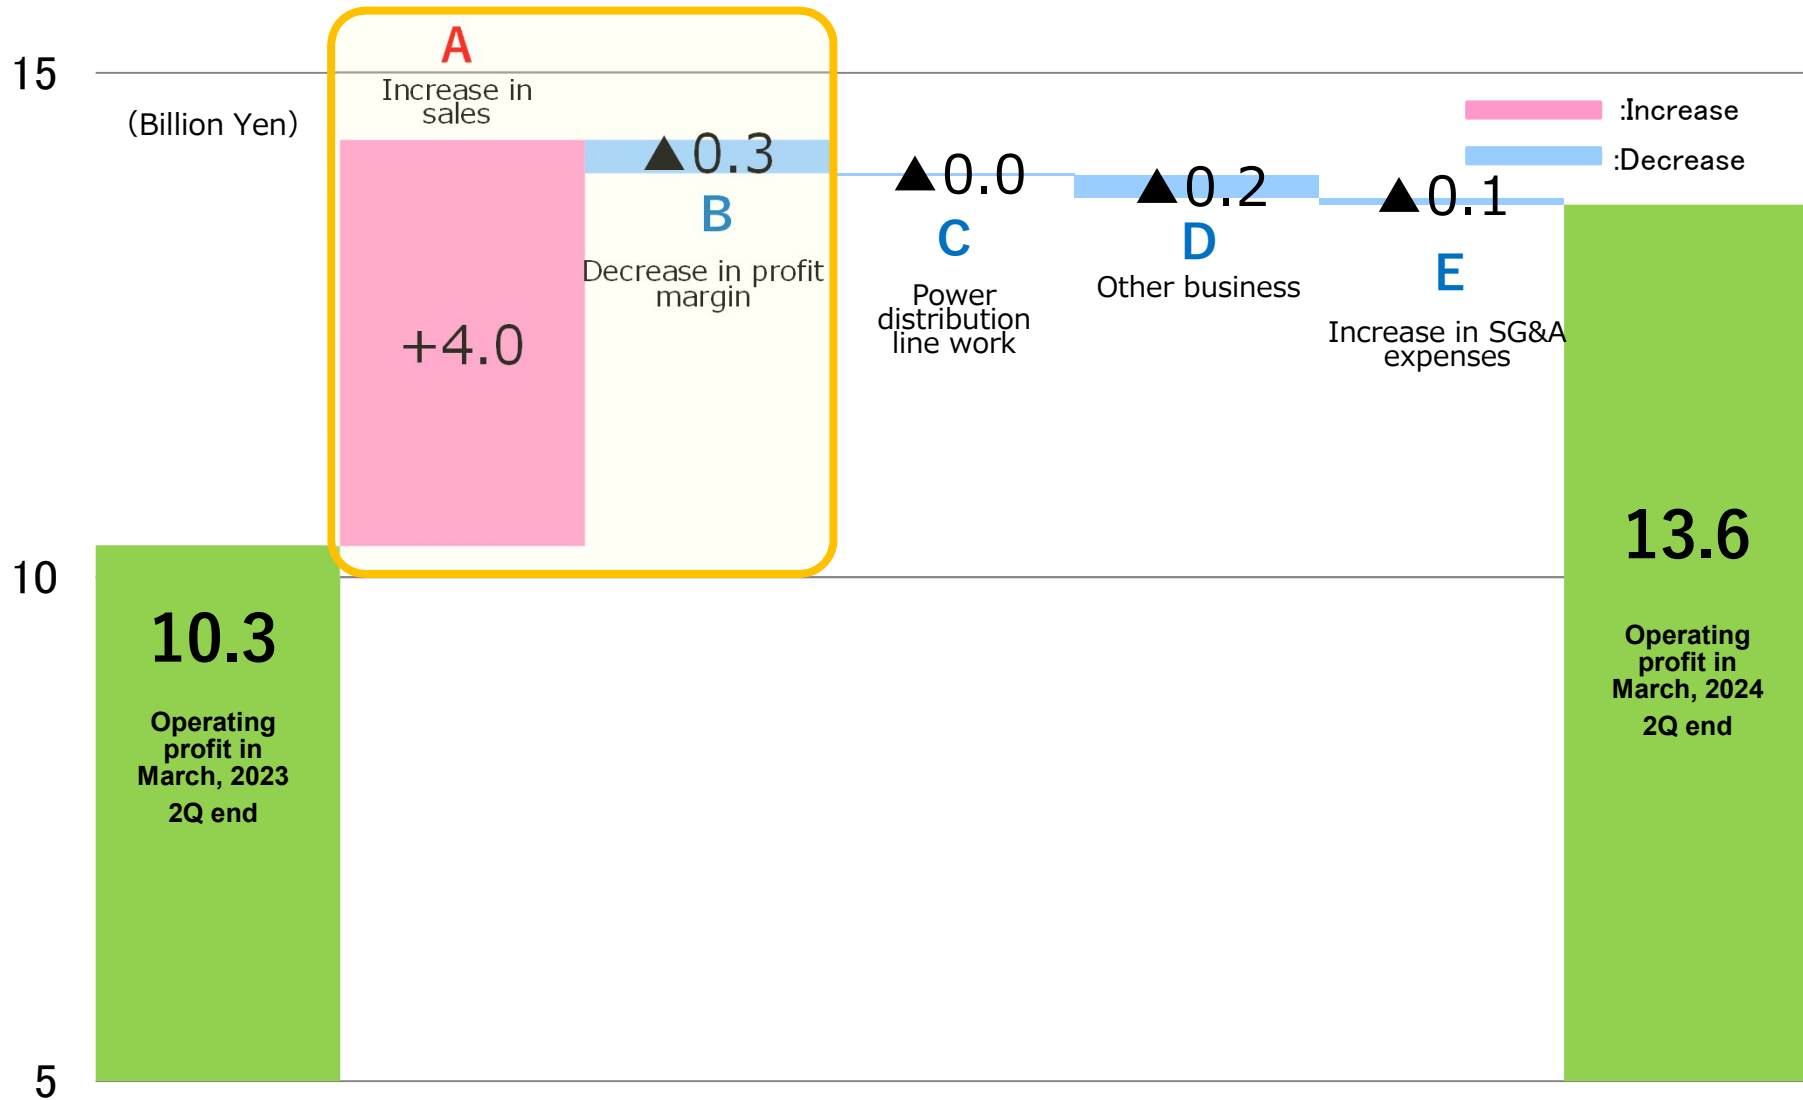 15
(Billion Yen)
A
Increase in
sales
+4.0
▲0.3
B
Decrease in profit
margin
▲0.0
C
Power
distribution
line work
▲0.2
D
Other business
▲0.1
E
Increase in SG&A
expenses
:Increase
:Decrease
10
10.3
Operating
profit in
March, 2023
2Q end
13.6
Operating
profit in
March, 2024
2Q end
5